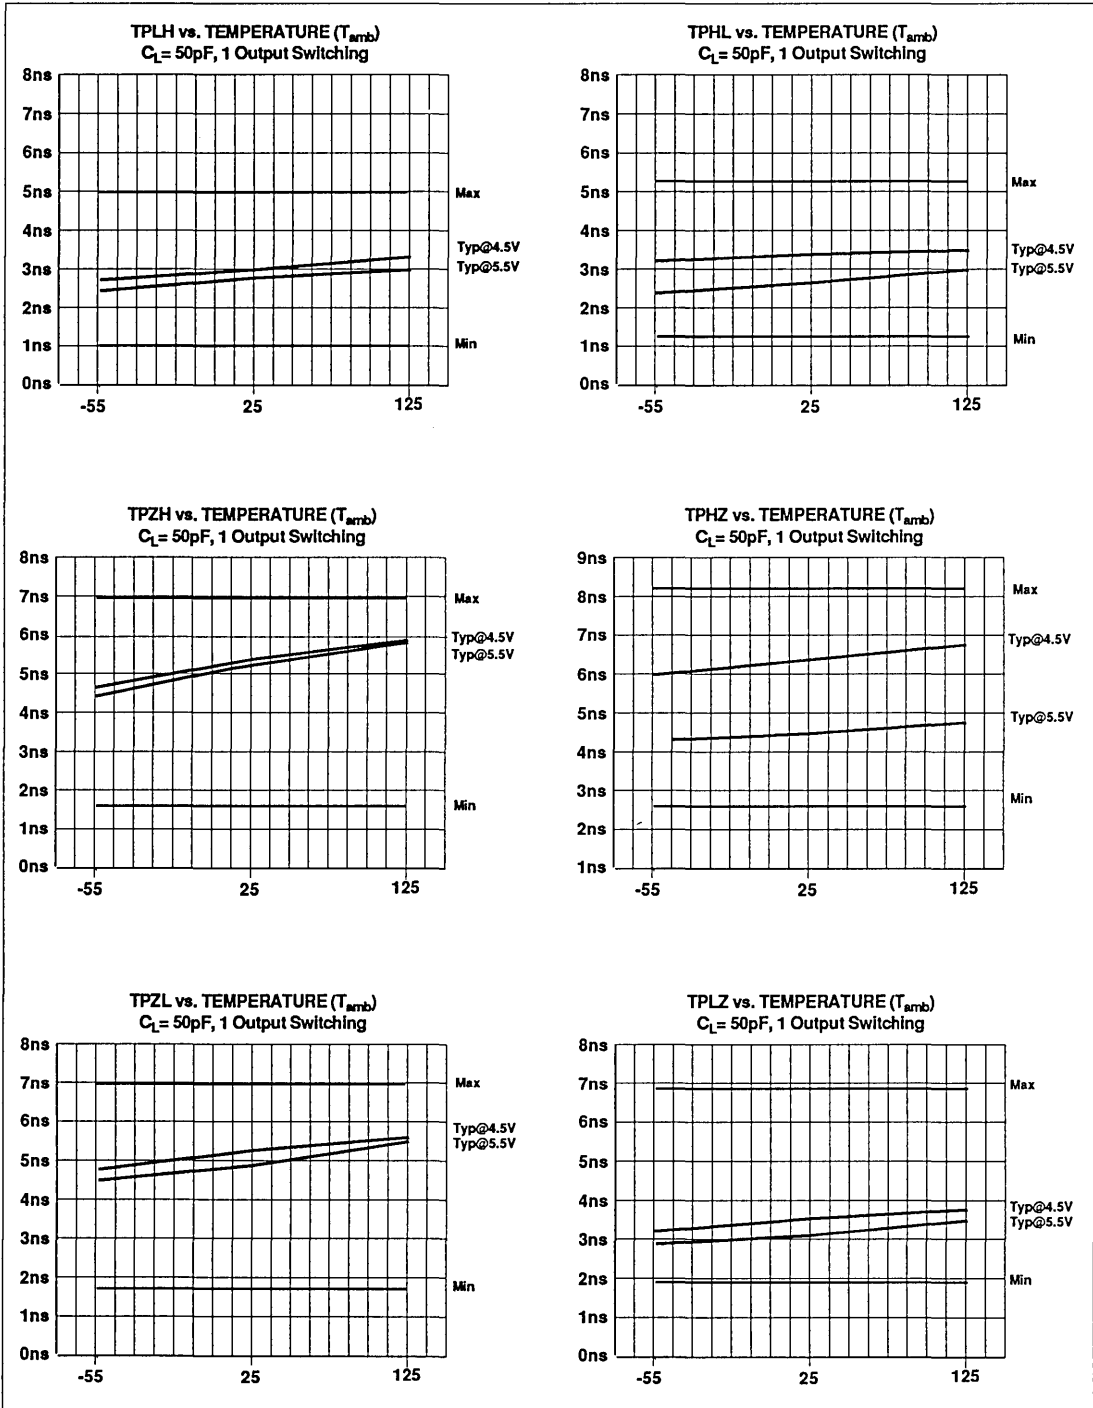 TPLH vs. TEMPERATURE (Tamb)
CL= 50pF, 1 Output Switching
8ns
7ns
6ns
5ns
4ns
3ns
2ns
1ns
0ns
Max
Typ@4.5V
Typ@5.5V
Min
-55
25
125
TPHL vs. TEMPERATURE (Tamb)
CL= 50pF, 1 Output Switching
8ns
7ns
6ns
5ns
4ns
3ns
2ns
1ns
0ns
Max
Typ@4.5V
Typ@5.5V
Min
-55
25
125
TPZH vs. TEMPERATURE (Tamb)
CL= 50pF, 1 Output Switching
8ns
7ns
6ns
5ns
4ns
3ns
2ns
1ns
0ns
Max
Typ@4.5V
Typ@5.5V
Min
-55
25
125
TPHZ vs. TEMPERATURE (Tamb)
CL= 50pF, 1 Output Switching
9ns
8ns
7ns
6ns
5ns
4ns
3ns
2ns
1ns
Max
Typ@4.5V
Typ@5.5V
Min
-55
25
125
TPZL vs. TEMPERATURE (Tamb)
CL= 50pF, 1 Output Switching
8ns
7ns
6ns
5ns
4ns
3ns
2ns
1ns
0ns
Max
Typ@4.5V
Typ@5.5V
Min
-55
25
125
TPLZ vs. TEMPERATURE (Tamb)
CL= 50pF, 1 Output Switching
8ns
7ns
6ns
5ns
4ns
3ns
2ns
1ns
0ns
Max
Typ@4.5V
Typ@5.5V
Min
-55
25
125